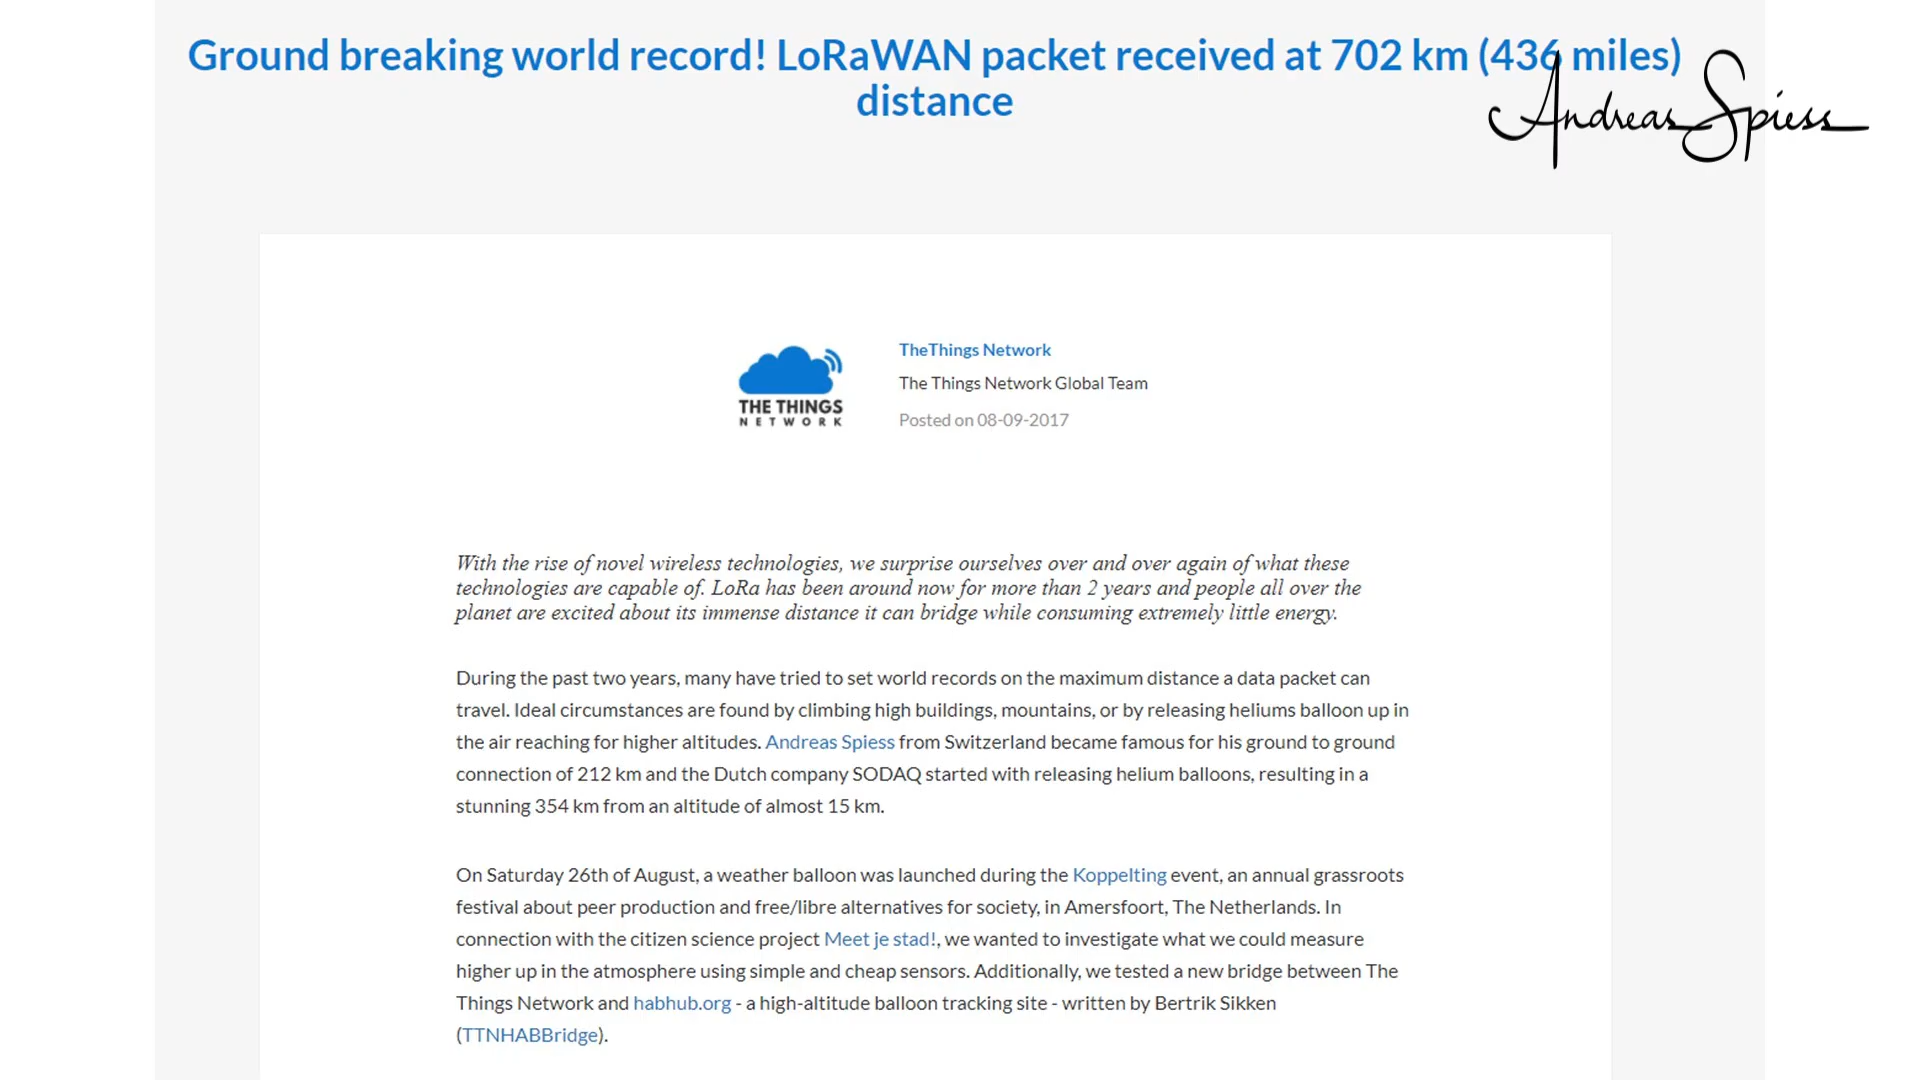 Ground breaking world record! LoRaWAN packet received at 702 km (436 miles)
distance
Andreas Spiess
THE THINGS
NETWORK
TheThings Network
The Things Network Global Team
Posted on 08-09-2017
With the rise of novel wireless technologies, we surprise ourselves over and over again of what these
technologies are capable of. LoRa has been around now for more than 2 years and people all over the
planet are excited about its immense distance it can bridge while consuming extremely little energy.
During the past two years, many have tried to set world records on the maximum distance a data packet can
travel. Ideal circumstances are found by climbing high buildings, mountains, or by releasing heliums balloon up in
the air reaching for higher altitudes. Andreas Spiess from Switzerland became famous for his ground to ground
connection of 212 km and the Dutch company SODAQ started with releasing helium balloons, resulting in a
stunning 354 km from an altitude of almost 15 km.
On Saturday 26th of August, a weather balloon was launched during the Koppelting event, an annual grassroots
festival about peer production and free/libre alternatives for society, in Amersfoort, The Netherlands. In
connection with the citizen science project Meet je stad!, we wanted to investigate what we could measure
higher up in the atmosphere using simple and cheap sensors. Additionally, we tested a new bridge between The
Things Network and habhub.org - a high-altitude balloon tracking site - written by Bertrik Sikken
(TTNHABBridge).